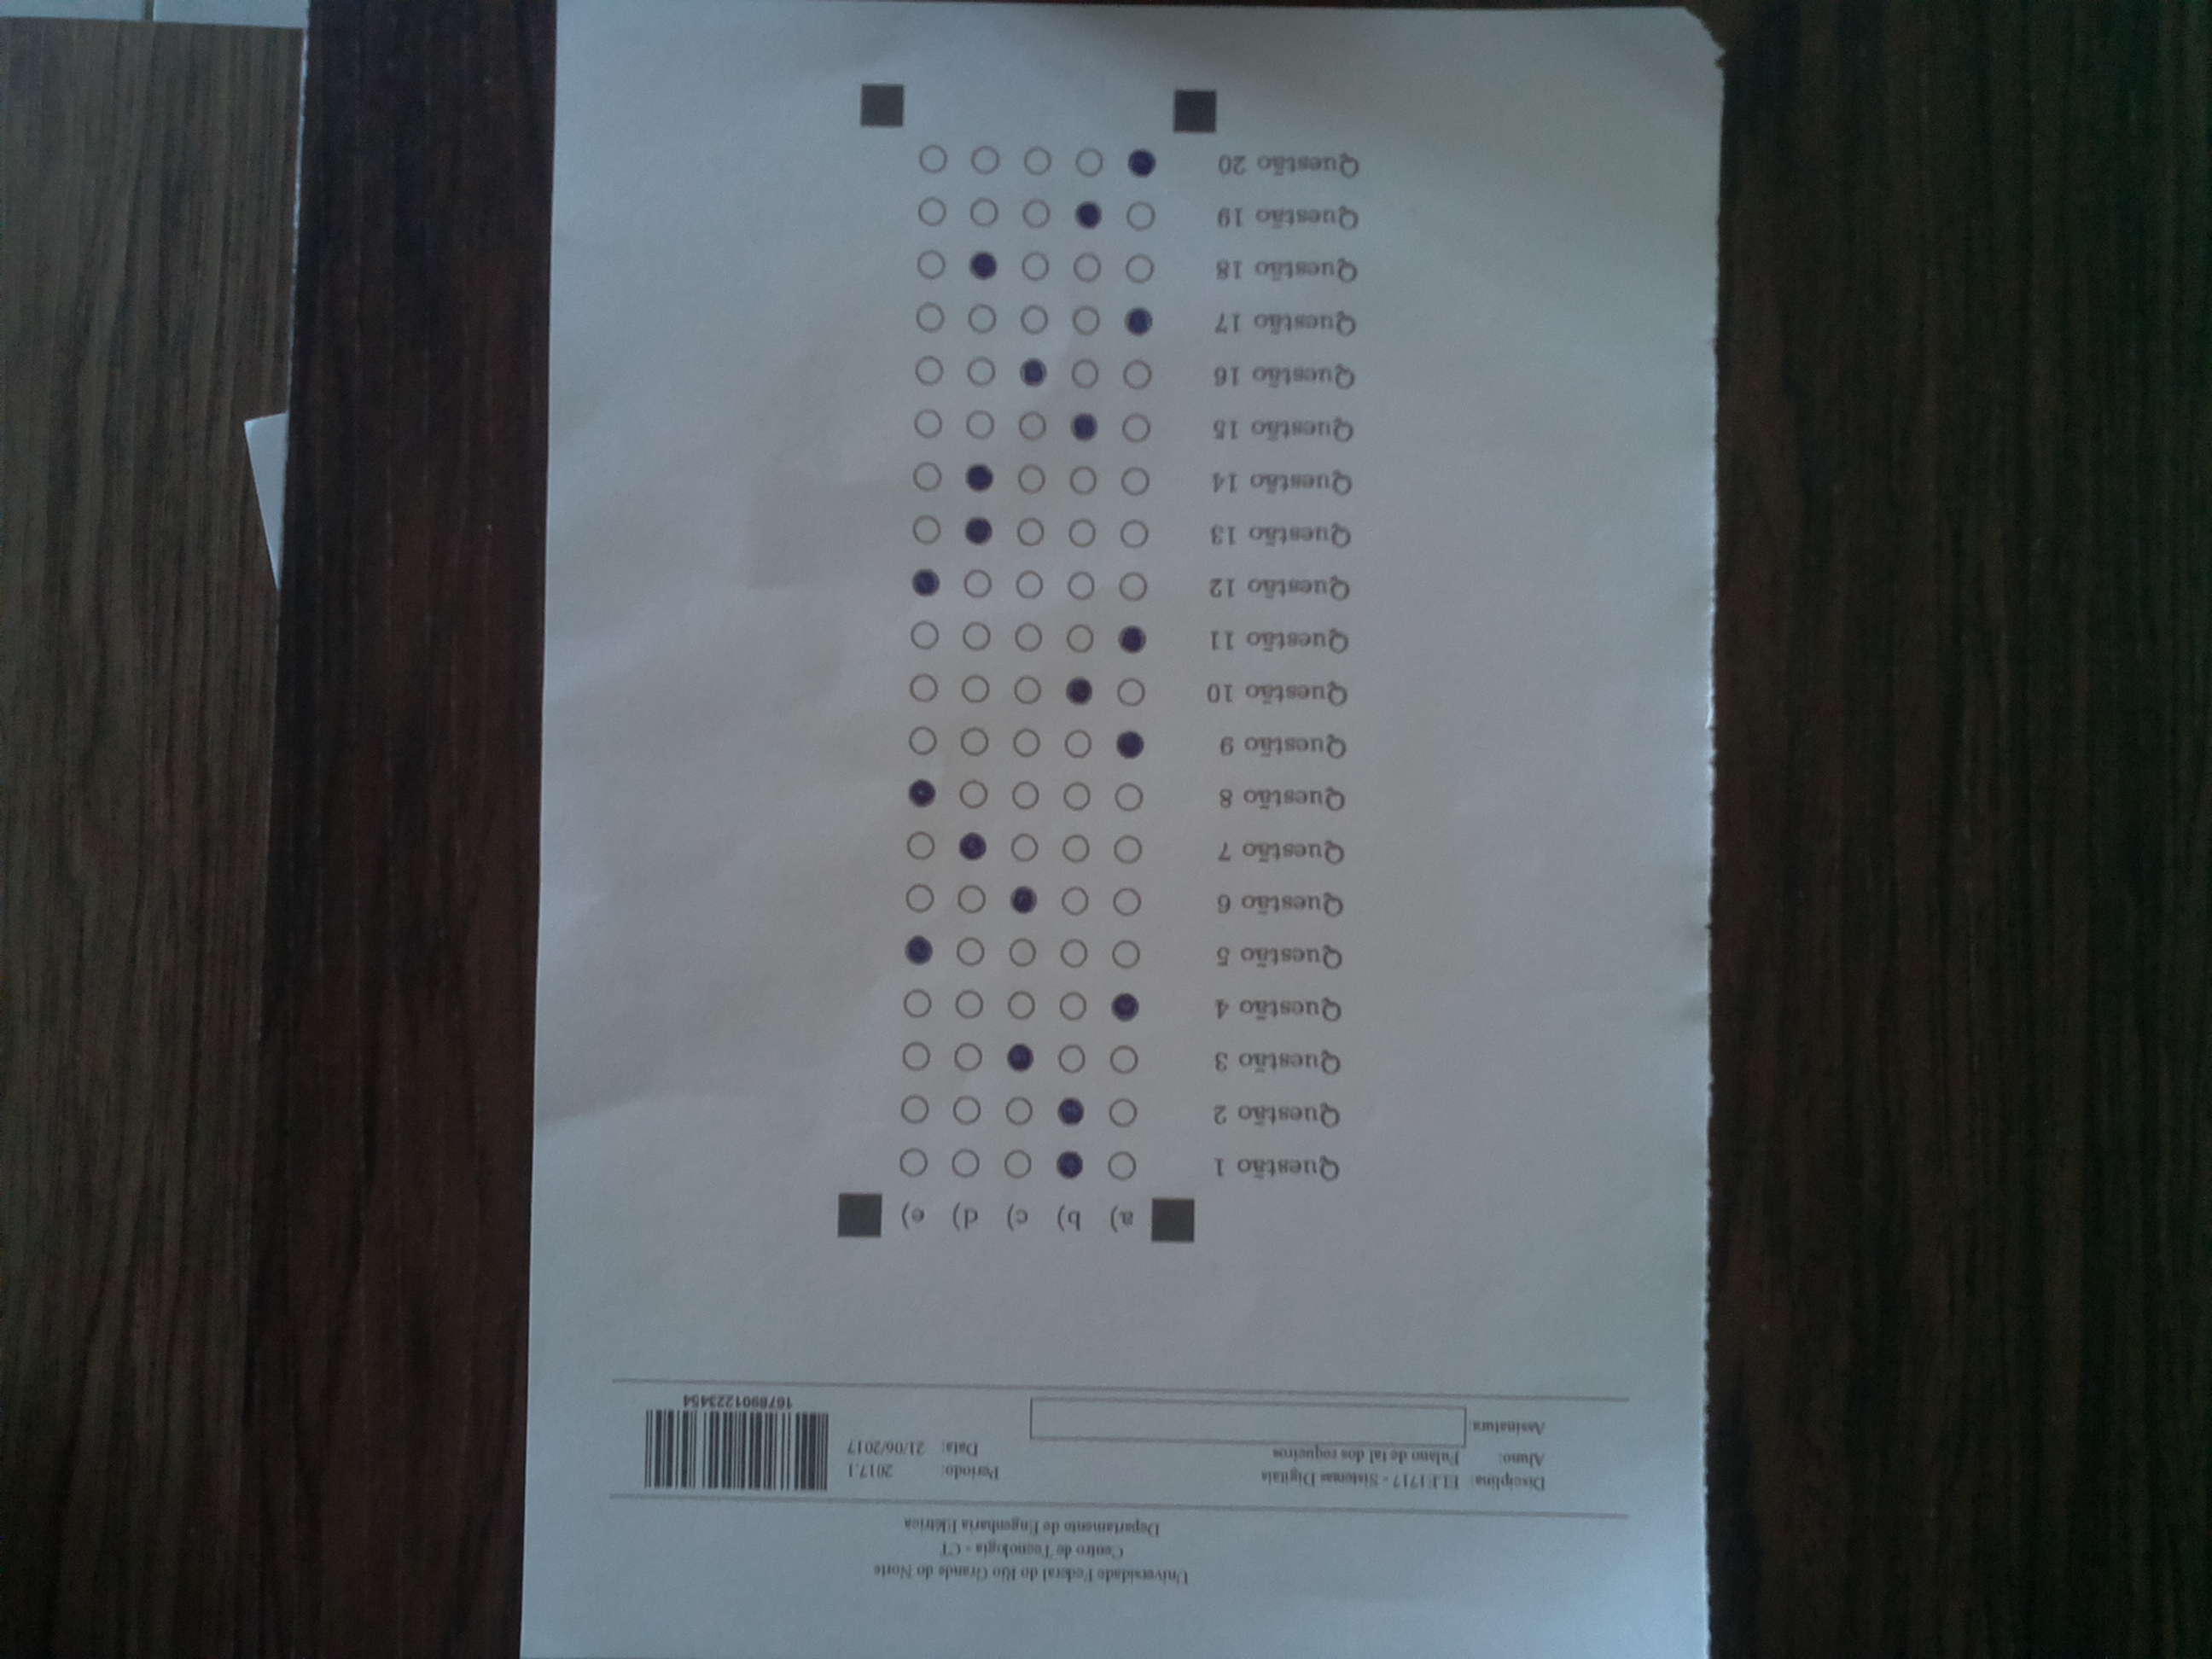 Universidade Federal do Rio Grande do Norte
Centro de Tecnologia - CT
Departamento de Engenharia Elétrica
Disciplina: ELE1717 - Sistemas Digitais
Período: 2017.1
Aluno: Fulano de tal dos coqueiros
Data: 21/06/2017
Assinatura:
1678901223454
a) b) c) d) e)
Questão 1
Questão 2
Questão 3
Questão 4
Questão 5
Questão 6
Questão 7
Questão 8
Questão 9
Questão 10
Questão 11
Questão 12
Questão 13
Questão 14
Questão 15
Questão 16
Questão 17
Questão 18
Questão 19
Questão 20